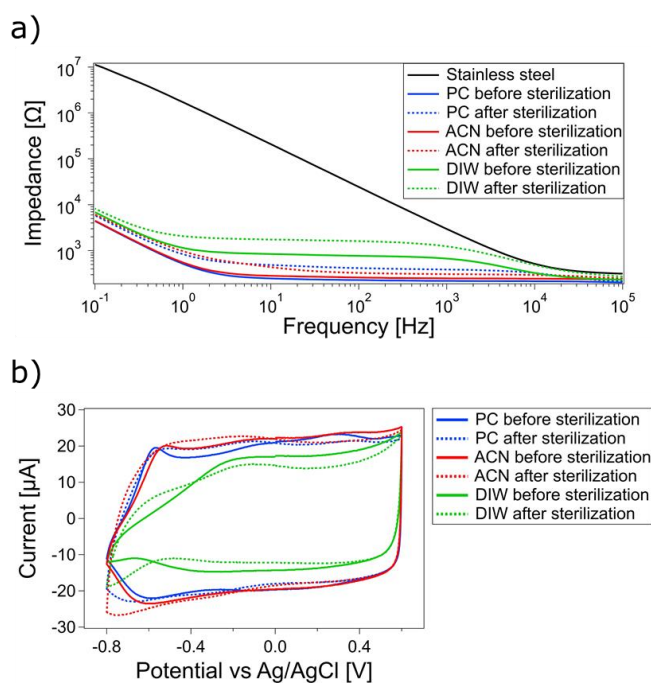 a)
10^7
10^6
10^5
10^4
10^3
Impedance [Ω]
Stainless steel
PC before sterilization
PC after sterilization
ACN before sterilization
ACN after sterilization
DIW before sterilization
DIW after sterilization
10^-1 10^0 10^1 10^2 10^3 10^4 10^5
Frequency [Hz]
b)
30
20
10
0
-10
-20
-30
Current [µA]
PC before sterilization
PC after sterilization
ACN before sterilization
ACN after sterilization
DIW before sterilization
DIW after sterilization
-0.8 -0.4 0.0 0.4
Potential vs Ag/AgCl [V]